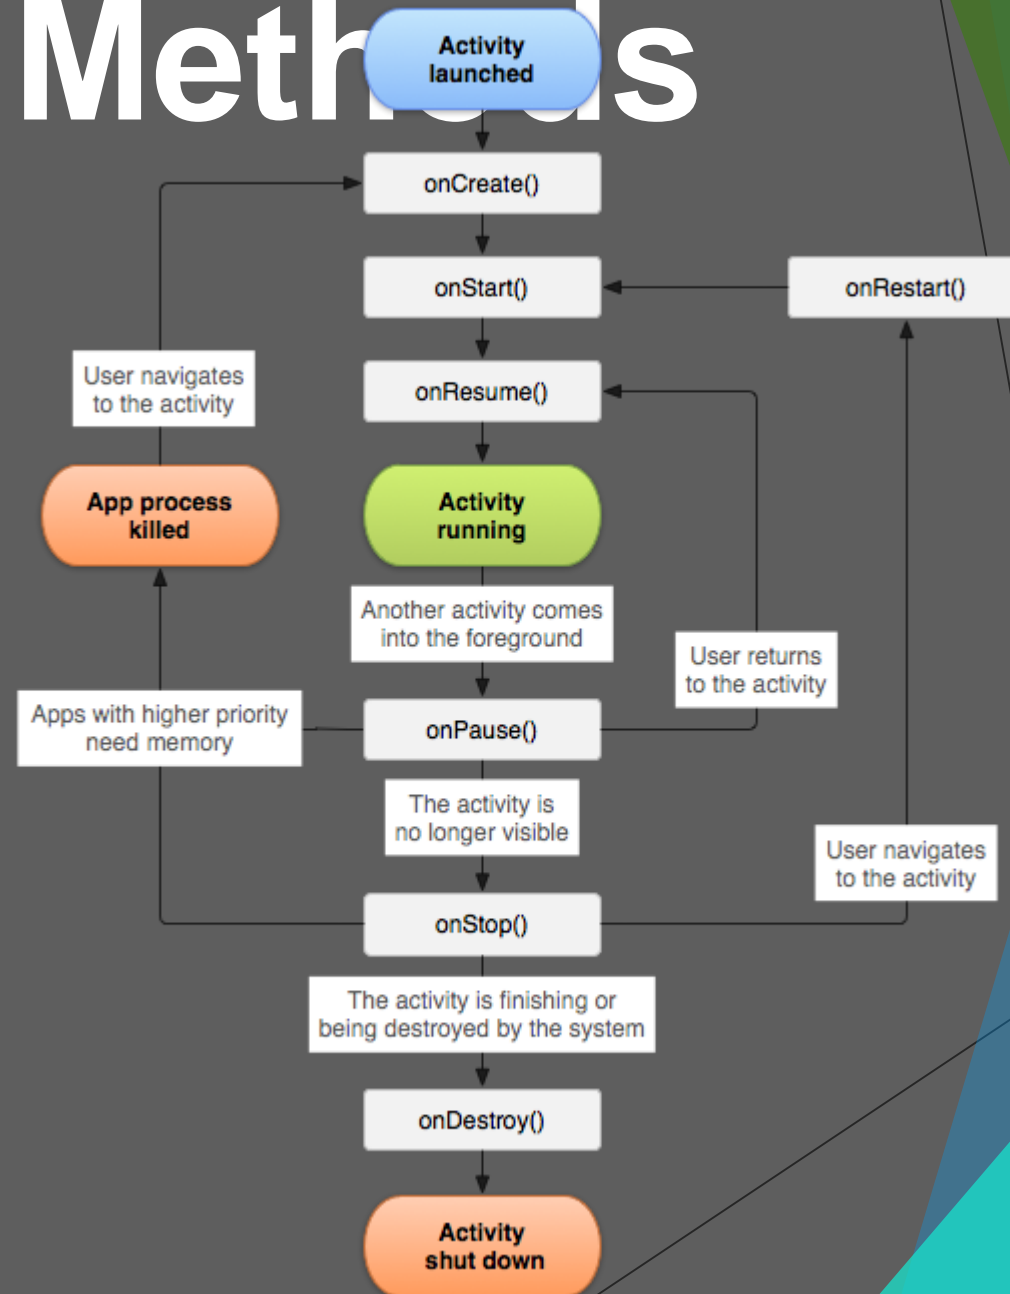 Methods
Activity
launched
onCreate()
onStart()
onRestart()
User navigates
to the activity
onResume()
App process
killed
Activity
running
Another activity comes
into the foreground
User returns
to the activity
Apps with higher priority
need memory
onPause()
The activity is
no longer visible
User navigates
to the activity
onStop()
The activity is finishing or
being destroyed by the system
onDestroy()
Activity
shut down